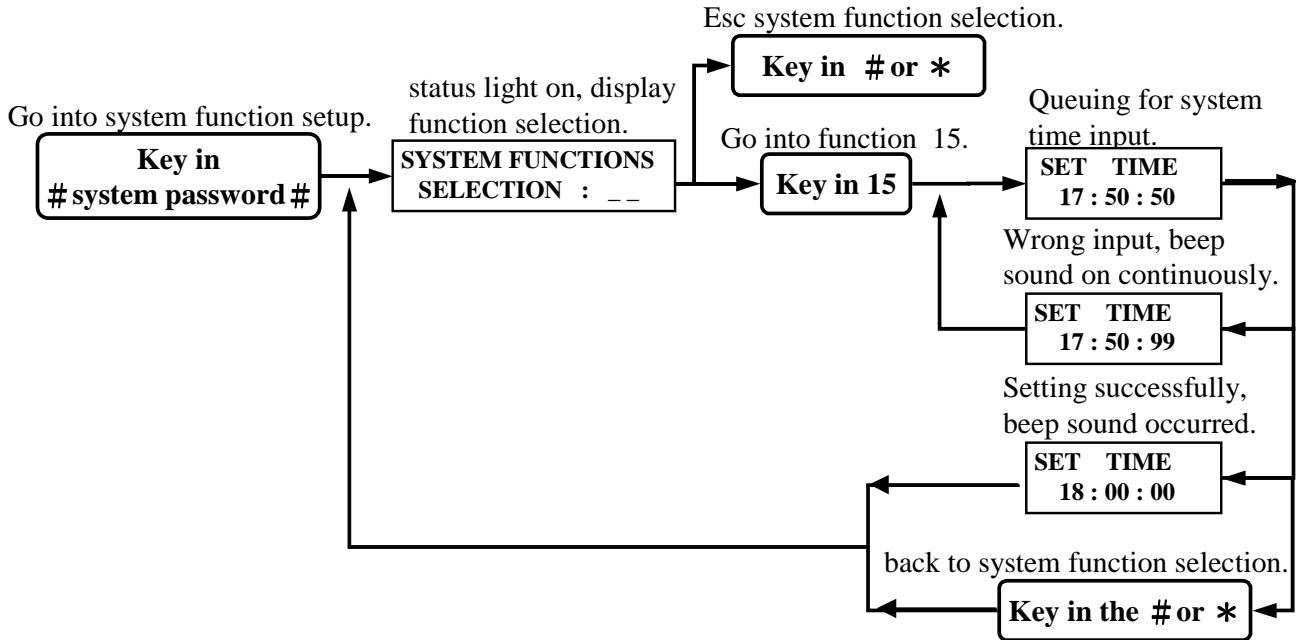 Esc system function selection.
Key in # or *
status light on, display
function selection.
Go into system function setup.
Key in
# system password #
SYSTEM FUNCTIONS
SELECTION : _ _
Go into function 15.
Key in 15
Queuing for system
time input.
SET TIME
17 : 50 : 50
Wrong input, beep
sound on continuously.
SET TIME
17 : 50 : 99
Setting successfully,
beep sound occurred.
SET TIME
18 : 00 : 00
back to system function selection.
Key in the # or *